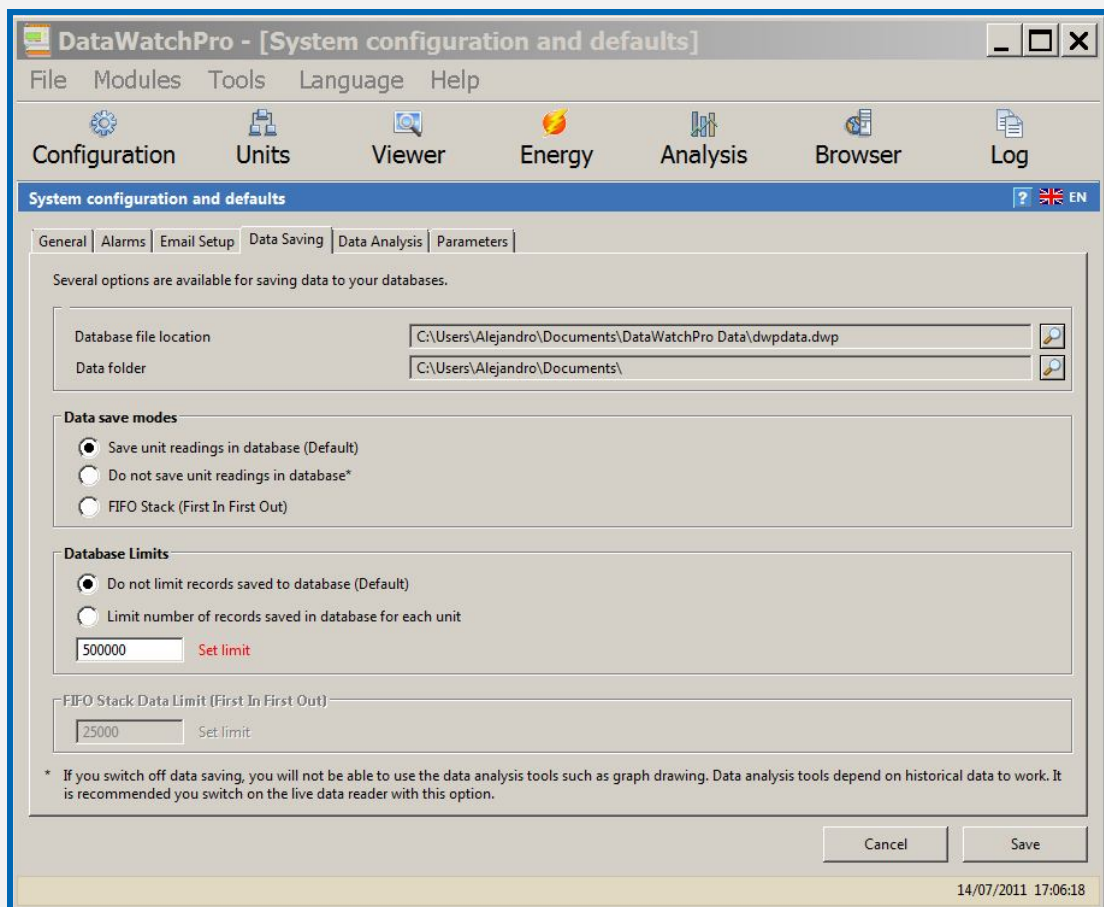 DataWatchPro - [System configuration and defaults]
File Modules Tools Language Help
Configuration Units Viewer Energy Analysis Browser Log
System configuration and defaults ? EN
General Alarms Email Setup Data Saving Data Analysis Parameters
Several options are available for saving data to your databases.
Database file location C:\Users\Alejandro\Documents\DataWatchPro Data\dwpdata.dwp
Data folder C:\Users\Alejandro\Documents\
Data save modes
Save unit readings in database (Default)
Do not save unit readings in database*
FIFO Stack (First In First Out)
Database Limits
Do not limit records saved to database (Default)
Limit number of records saved in database for each unit
500000 Set limit
FIFO Stack Data Limit (First In First Out)
25000 Set limit
* If you switch off data saving, you will not be able to use the data analysis tools such as graph drawing. Data analysis tools depend on historical data to work. It
is recommended you switch on the live data reader with this option.
Cancel Save
14/07/2011 17:06:18